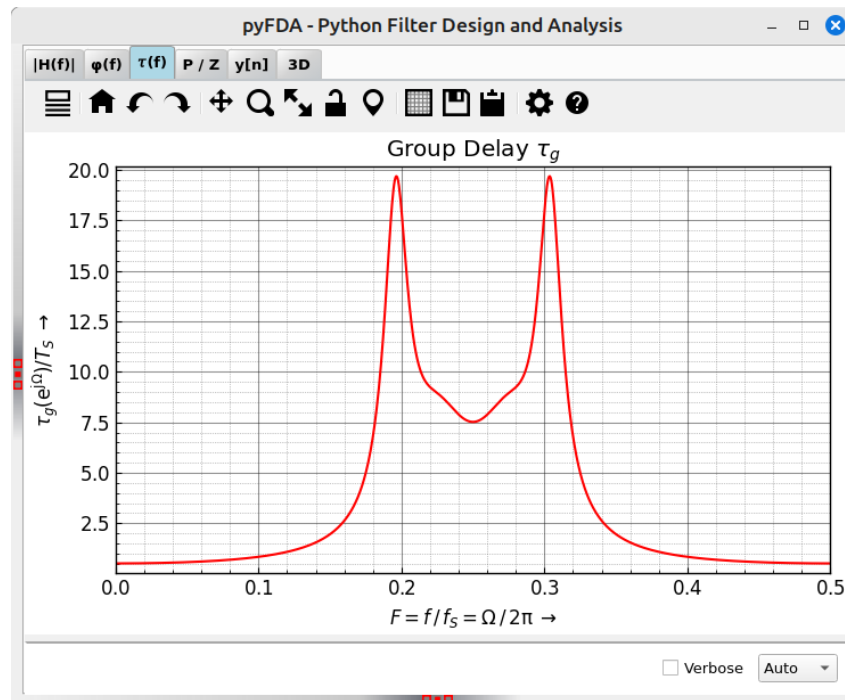 pyFDA - Python Filter Design and Analysis
|H(f)| φ(f) τ(f) P / Z y[n] 3D
Group Delay τg
20.0
17.5
15.0
12.5
10.0
7.5
5.0
2.5
τg(e^jΩ)/TS →
0.0 0.1 0.2 0.3 0.4 0.5
F = f / fS = Ω / 2π →
Verbose Auto